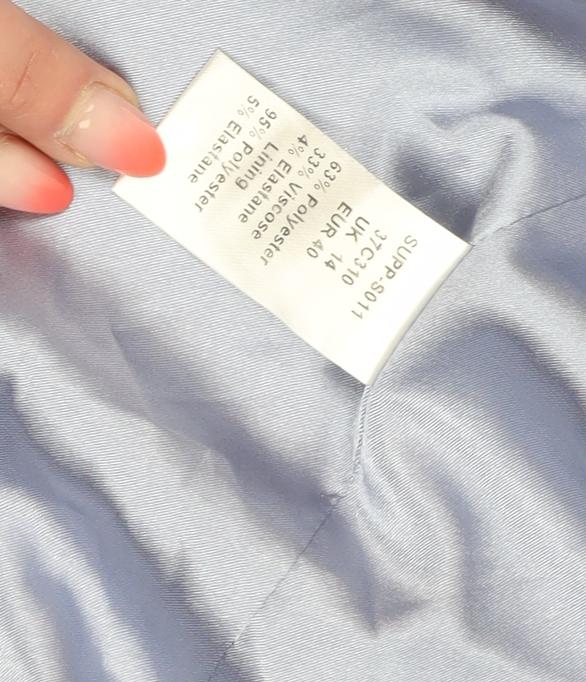 SUPP-S011
37C310
UK 14
EUR 40
63% Polyester
33% Viscose
4% Elastane
Lining
95% Polyester
5% Elastane